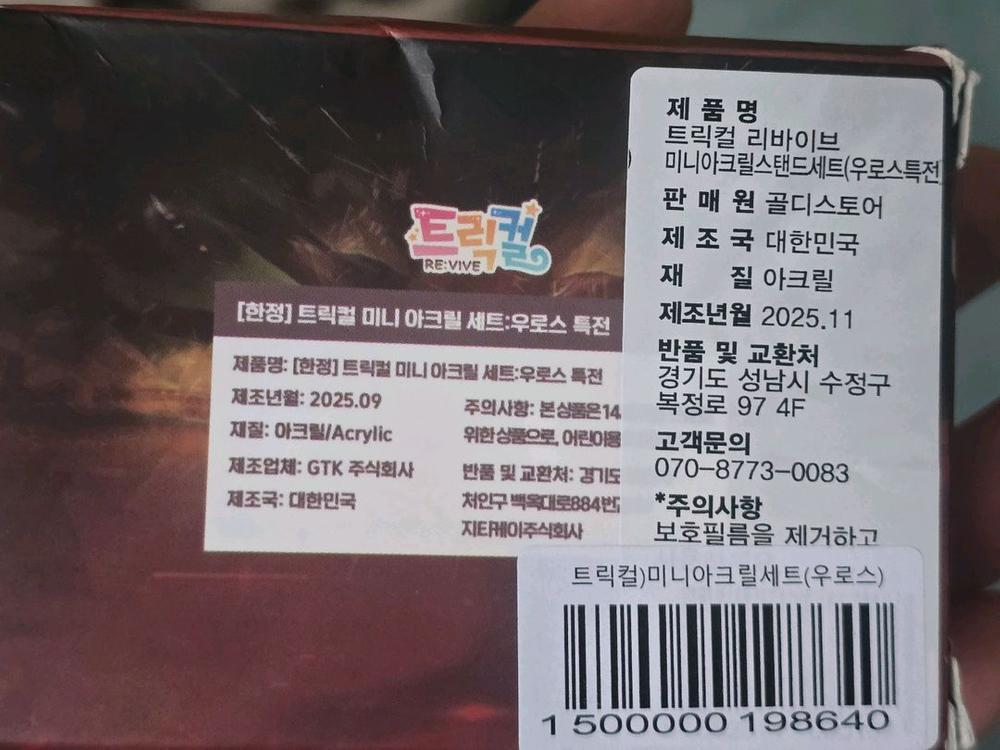 트릭컬
RE:VIVE
[한정] 트릭컬 미니 아크릴 세트:우로스 특전
제품명: [한정] 트릭컬 미니 아크릴 세트:우로스 특전
제조년월: 2025.09
재질: 아크릴/Acrylic
제조업체: GTK 주식회사
제조국: 대한민국
주의사항: 본상품은14
위한상품으로, 어린이용
반품 및 교환처: 경기도
처인구 백옥대로884번
지티케이주식회사
제 품 명
트릭컬 리바이브
미니아크릴스탠드세트(우로스특전)
판 매 원 골디스토어
제 조 국 대한민국
재 질 아크릴
제조년월 2025.11
반품 및 교환처
경기도 성남시 수정구
복정로 97 4F
고객문의
070-8773-0083
*주의사항
보호필름을 제거하고
트릭컬)미니아크릴세트(우로스)
1 500000 198640